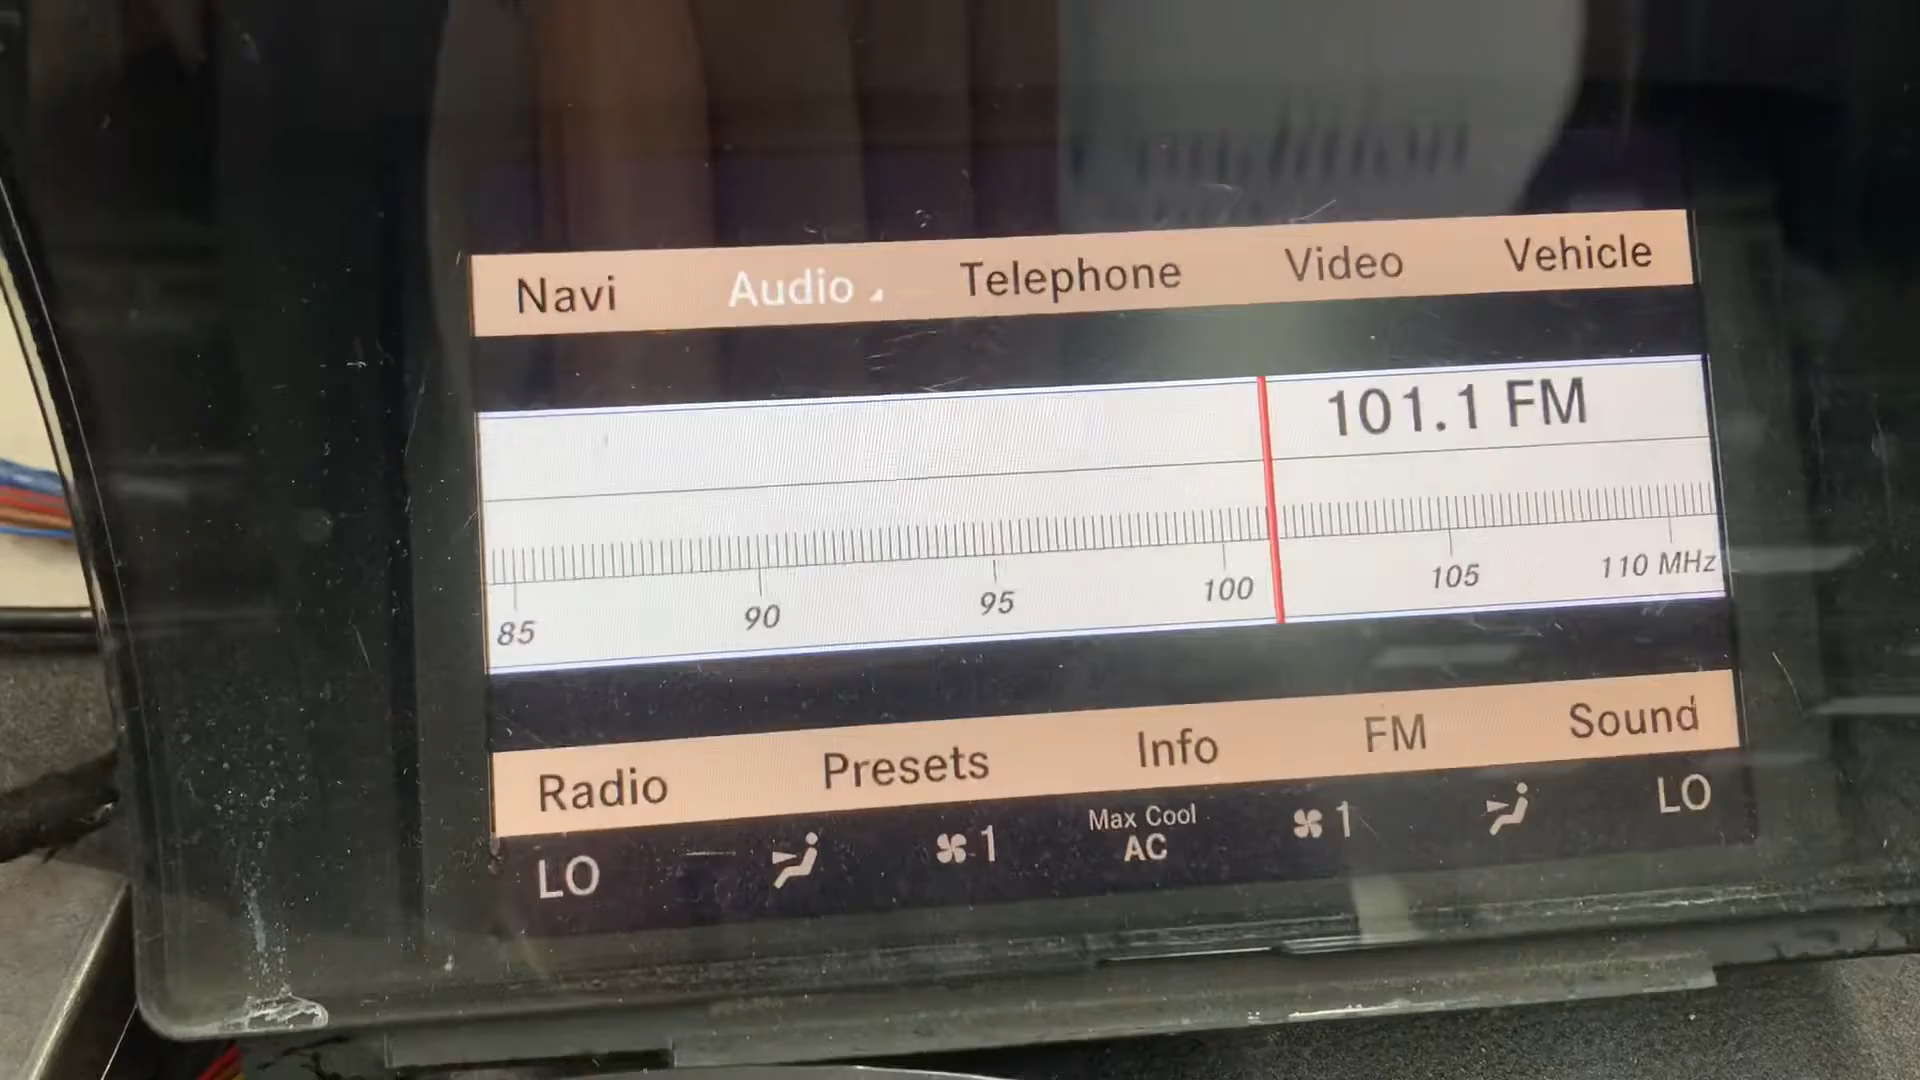 Navi Audio Telephone Video Vehicle
101.1 FM
85 90 95 100 105 110 MHz
Radio Presets Info FM Sound
LO 1 Max Cool AC 1 LO